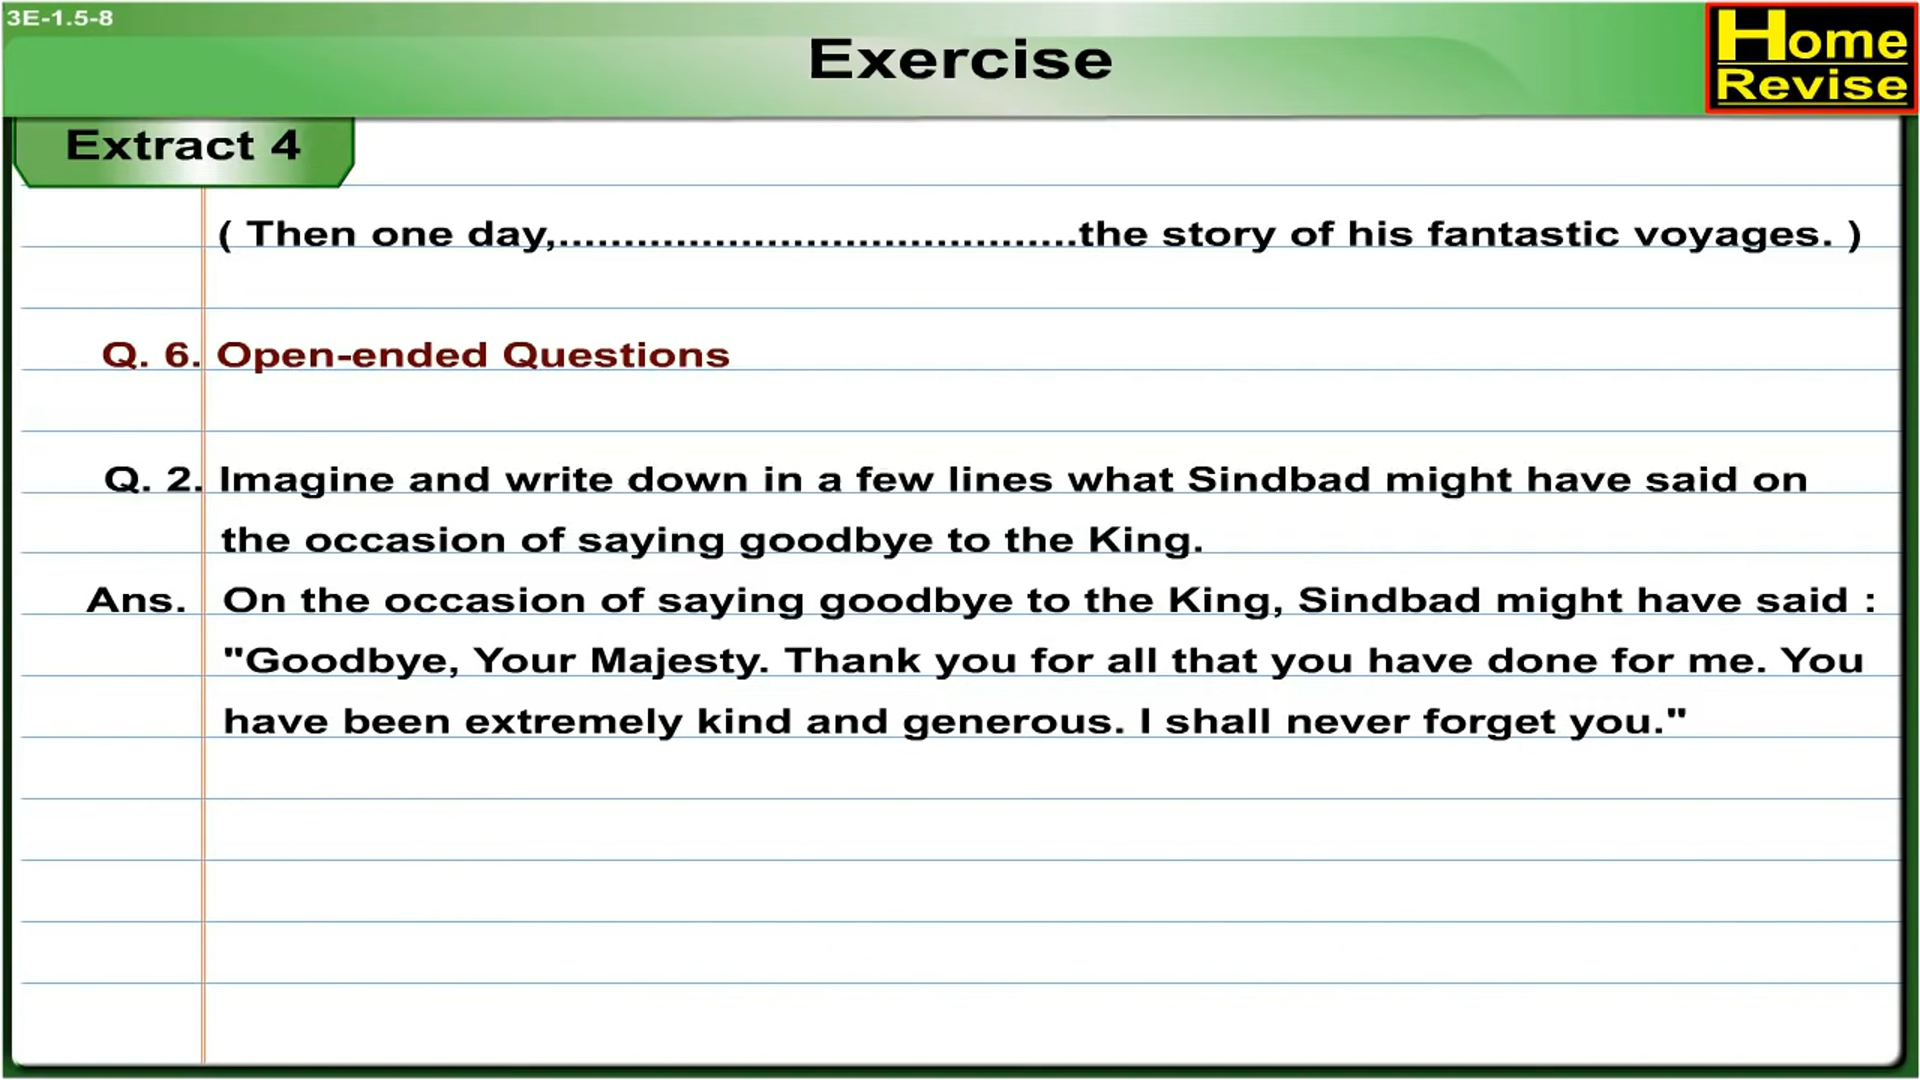 3E-1.5-8
Exercise
Home
Revise
Extract 4
( Then one day,........................................the story of his fantastic voyages. )
Q. 6. Open-ended Questions
Q. 2. Imagine and write down in a few lines what Sindbad might have said on
the occasion of saying goodbye to the King.
Ans. On the occasion of saying goodbye to the King, Sindbad might have said :
"Goodbye, Your Majesty. Thank you for all that you have done for me. You
have been extremely kind and generous. I shall never forget you."